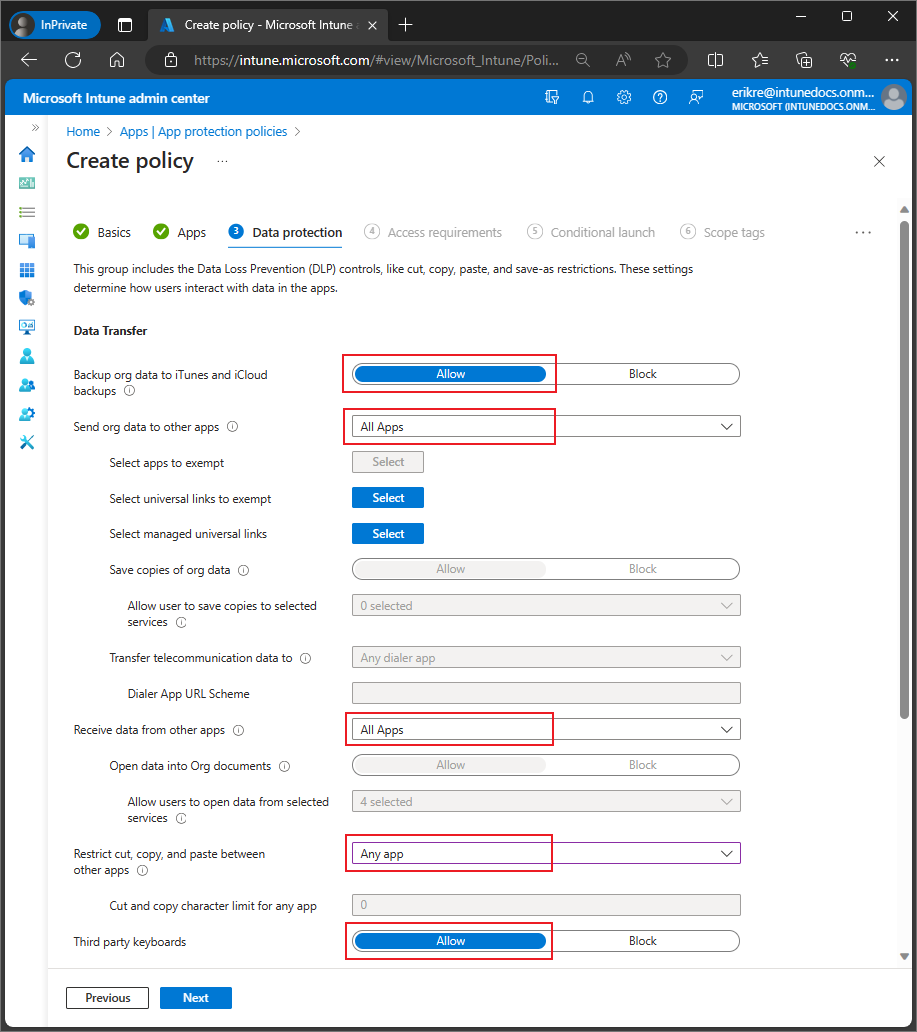 InPrivate
Create policy - Microsoft Intune a
https://intune.microsoft.com/#view/Microsoft_Intune/Poli...
Microsoft Intune admin center
erikre@intunedocs.onm...
MICROSOFT (INTUNEDOCS.ONM...
Home > Apps | App protection policies >
Create policy ...
Basics Apps 3 Data protection 4 Access requirements 5 Conditional launch 6 Scope tags ...
This group includes the Data Loss Prevention (DLP) controls, like cut, copy, paste, and save-as restrictions. These settings
determine how users interact with data in the apps.
Data Transfer
Backup org data to iTunes and iCloud
backups
Allow Block
Send org data to other apps All Apps
Select apps to exempt Select
Select universal links to exempt Select
Select managed universal links Select
Save copies of org data Allow Block
Allow user to save copies to selected
services
0 selected
Transfer telecommunication data to Any dialer app
Dialer App URL Scheme
Receive data from other apps All Apps
Open data into Org documents Allow Block
Allow users to open data from selected
services
4 selected
Restrict cut, copy, and paste between
other apps
Any app
Cut and copy character limit for any app 0
Third party keyboards Allow Block
Previous Next